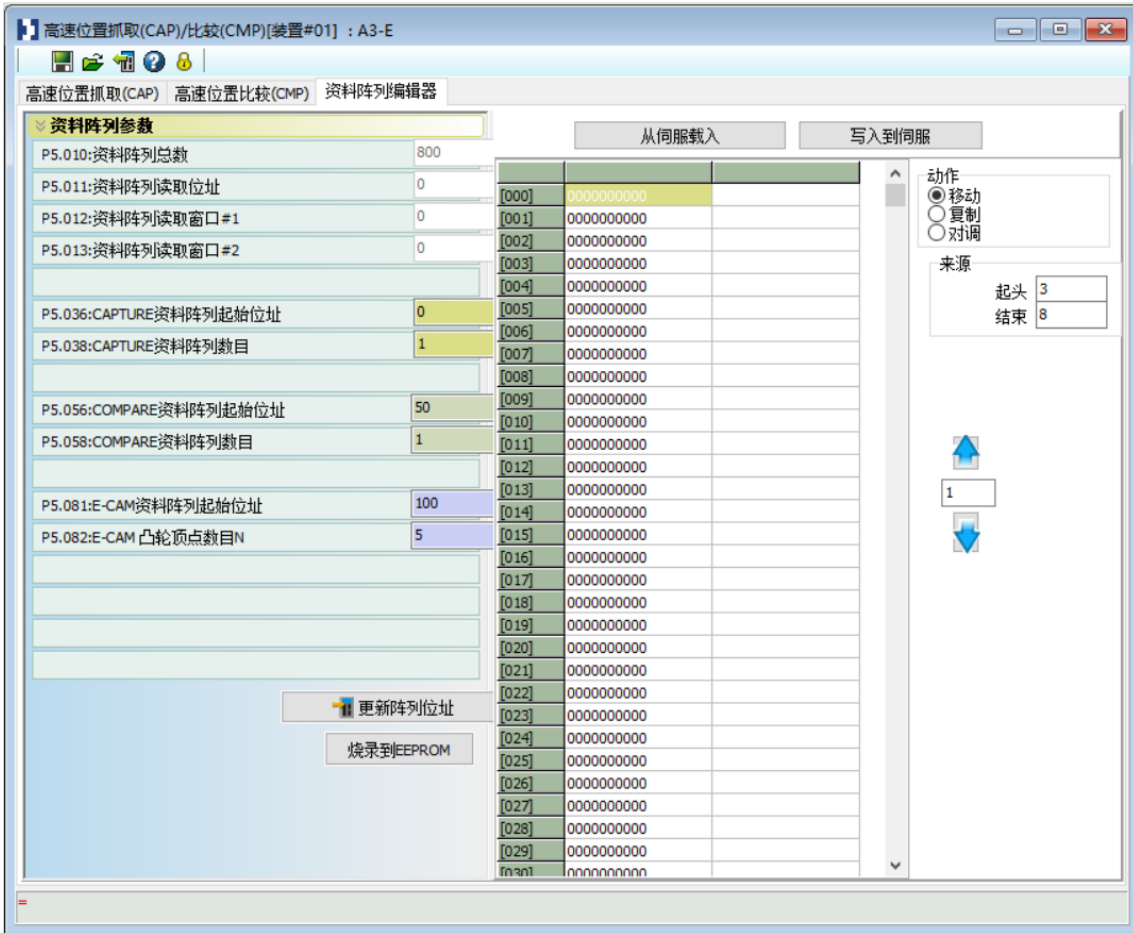 高速位置抓取(CAP)/比较(CMP)[装置#01] : A3-E
高速位置抓取(CAP) 高速位置比较(CMP) 资料阵列编辑器
资料阵列参数
P5.010:资料阵列总数 800
P5.011:资料阵列读取位址 0
P5.012:资料阵列读取窗口#1 0
P5.013:资料阵列读取窗口#2 0
P5.036:CAPTURE资料阵列起始位址 0
P5.038:CAPTURE资料阵列数目 1
P5.056:COMPARE资料阵列起始位址 50
P5.058:COMPARE资料阵列数目 1
P5.081:E-CAM资料阵列起始位址 100
P5.082:E-CAM 凸轮顶点数目N 5
更新阵列位址
烧录到EEPROM
从伺服载入 写入到伺服
[000] 0000000000
[001] 0000000000
[002] 0000000000
[003] 0000000000
[004] 0000000000
[005] 0000000000
[006] 0000000000
[007] 0000000000
[008] 0000000000
[009] 0000000000
[010] 0000000000
[011] 0000000000
[012] 0000000000
[013] 0000000000
[014] 0000000000
[015] 0000000000
[016] 0000000000
[017] 0000000000
[018] 0000000000
[019] 0000000000
[020] 0000000000
[021] 0000000000
[022] 0000000000
[023] 0000000000
[024] 0000000000
[025] 0000000000
[026] 0000000000
[027] 0000000000
[028] 0000000000
[029] 0000000000
[030] 0000000000
动作
移动
复制
对调
来源
起头 3
结束 8
1
=